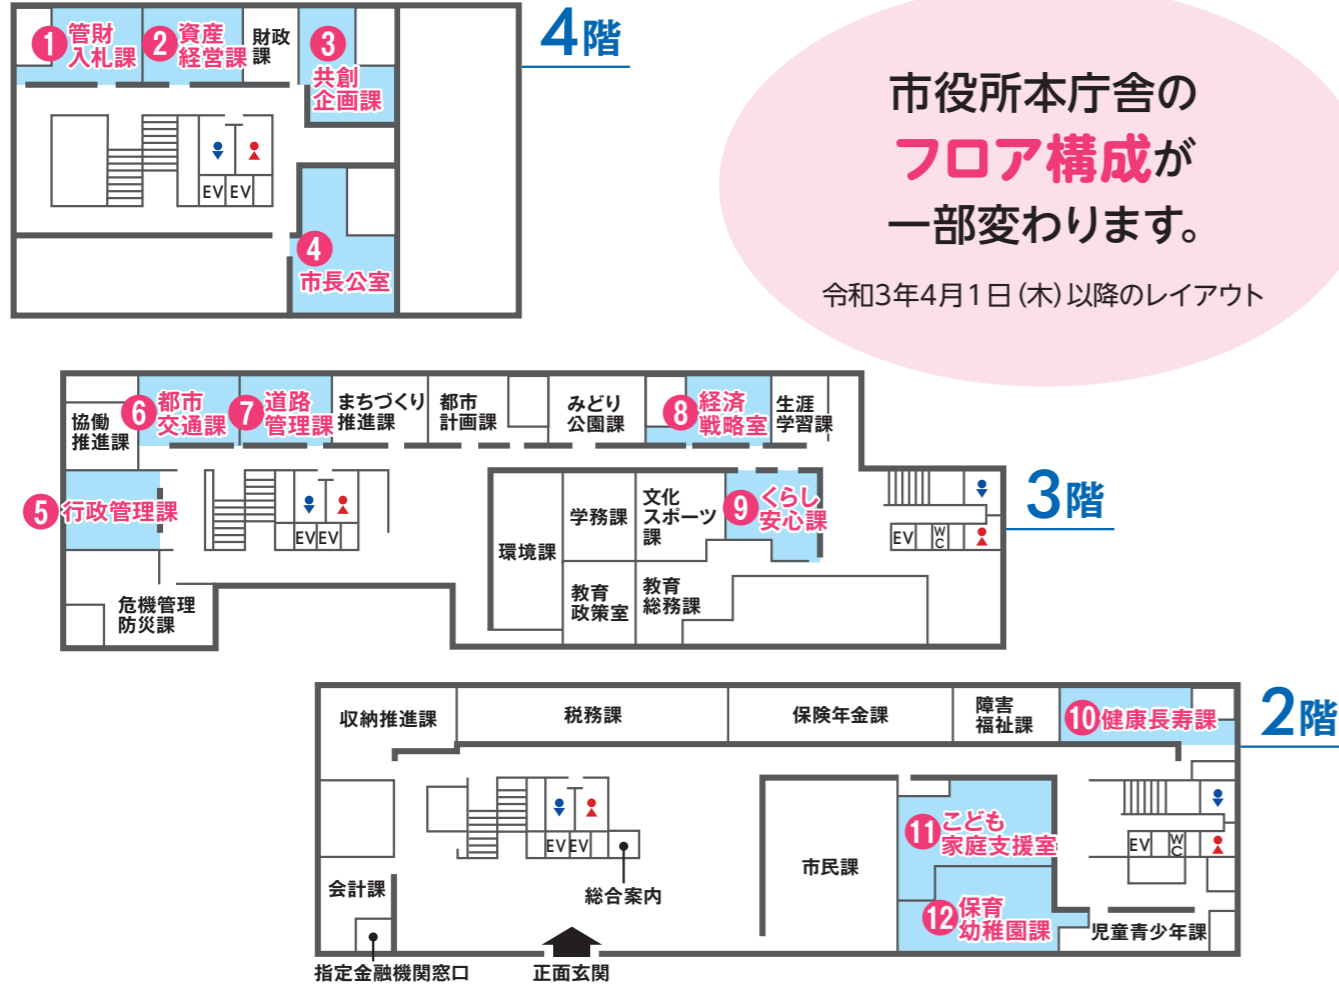 4階
市役所本庁舎の
フロア構成が
一部変わります。
令和3年4月1日(木)以降のレイアウト
1 管財
入札課
2 資産
経営課
財政
課
3
共創
企画課
EV EV
4
市長公室
3階
協働
推進課
6 都市
交通課
7 道路
管理課
まちづくり
推進課
都市
計画課
みどり
公園課
8 経済
戦略室
生涯
学習課
5 行政管理課
EV EV
環境課
学務課
文化
スポーツ
課
9 くらし
安心課
EV
WC
危機管理
防災課
教育
政策室
教育
総務課
2階
収納推進課
税務課
保険年金課
障害
福祉課
10 健康長寿課
EV EV
総合案内
市民課
11 こども
家庭支援室
EV
WC
会計課
12 保育
幼稚園課
児童青少年課
指定金融機関窓口
正面玄関